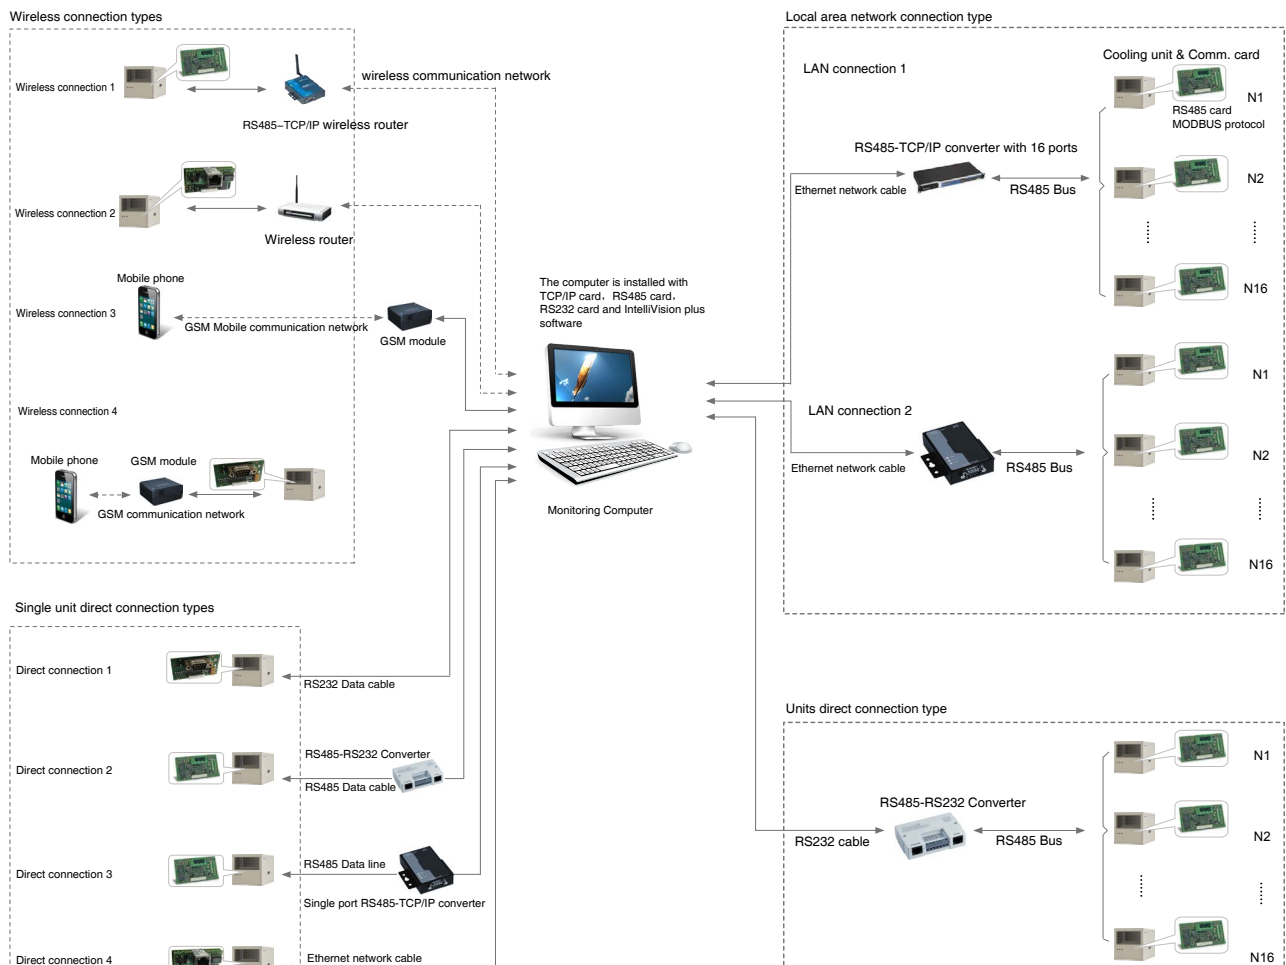 Wireless connection types
Wireless connection 1
wireless communication network
RS485–TCP/IP wireless router
Wireless connection 2
Wireless router
Mobile phone
Wireless connection 3
GSM Mobile communication network
GSM module
Wireless connection 4
Mobile phone
GSM module
GSM communication network
The computer is installed with
TCP/IP card, RS485 card,
RS232 card and IntelliVision plus
software
Monitoring Computer
Local area network connection type
LAN connection 1
Cooling unit & Comm. card
N1
RS485 card
MODBUS protocol
RS485-TCP/IP converter with 16 ports
Ethernet network cable
RS485 Bus
N2
N16
LAN connection 2
N1
Ethernet network cable
RS485 Bus
N2
N16
Single unit direct connection types
Direct connection 1
RS232 Data cable
Direct connection 2
RS485-RS232 Converter
RS485 Data cable
Direct connection 3
RS485 Data line
Single port RS485-TCP/IP converter
Direct connection 4
Ethernet network cable
Units direct connection type
N1
RS485-RS232 Converter
RS232 cable
RS485 Bus
N2
N16